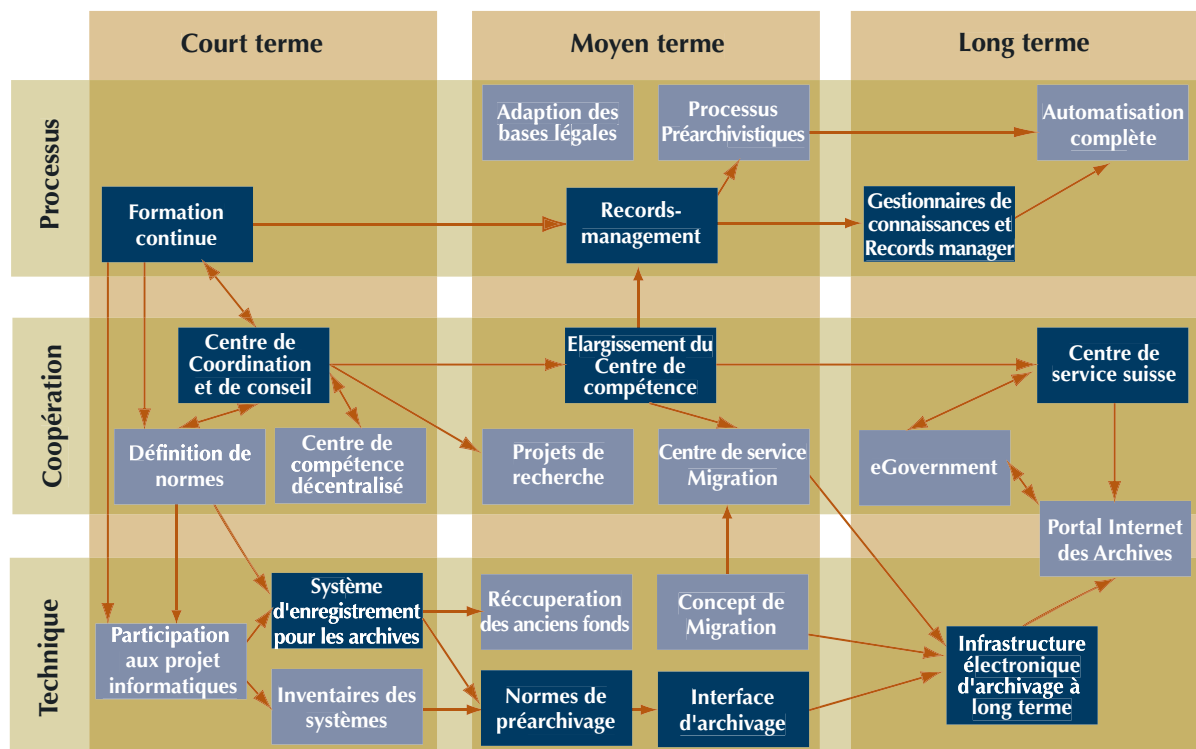 Court terme
Moyen terme
Long terme
Processus
Adaption des
bases légales
Processus
Préarchivistiques
Automatisation
complète
Formation
continue
Records-
management
Gestionnaires de
connaissances et
Records manager
Coopération
Centre de
Coordination
et de conseil
Elargissement du
Centre de
compétence
Centre de
service suisse
Définition de
normes
Centre de
compétence
décentralisé
Projets de
recherche
Centre de service
Migration
eGovernment
Portal Internet
des Archives
Technique
Système
d'enregistrement
pour les archives
Réccuperation
des anciens fonds
Concept de
Migration
Participation
aux projet
informatiques
Infrastructure
électronique
d'archivage à
long terme
Inventaires des
systèmes
Normes de
préarchivage
Interface
d'archivage